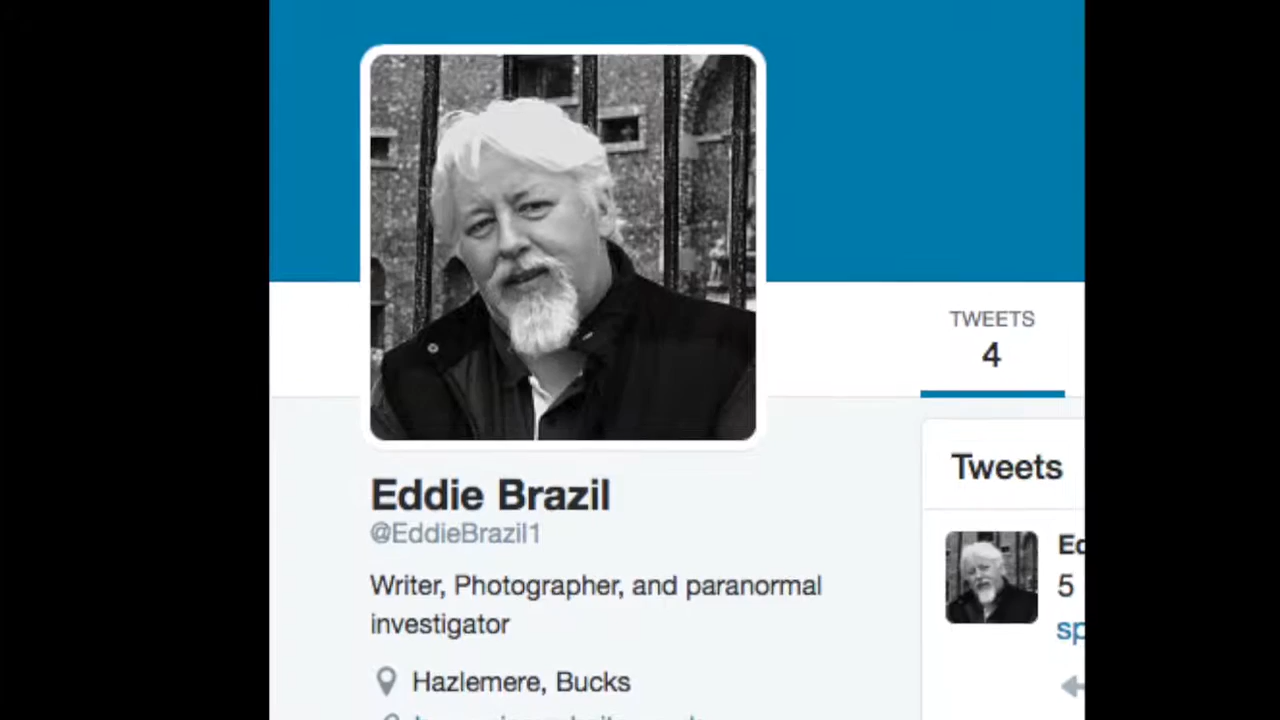 TWEETS
4
Eddie Brazil
@EddieBrazil1
Writer, Photographer, and paranormal
investigator
Hazlemere, Bucks
Tweets
5